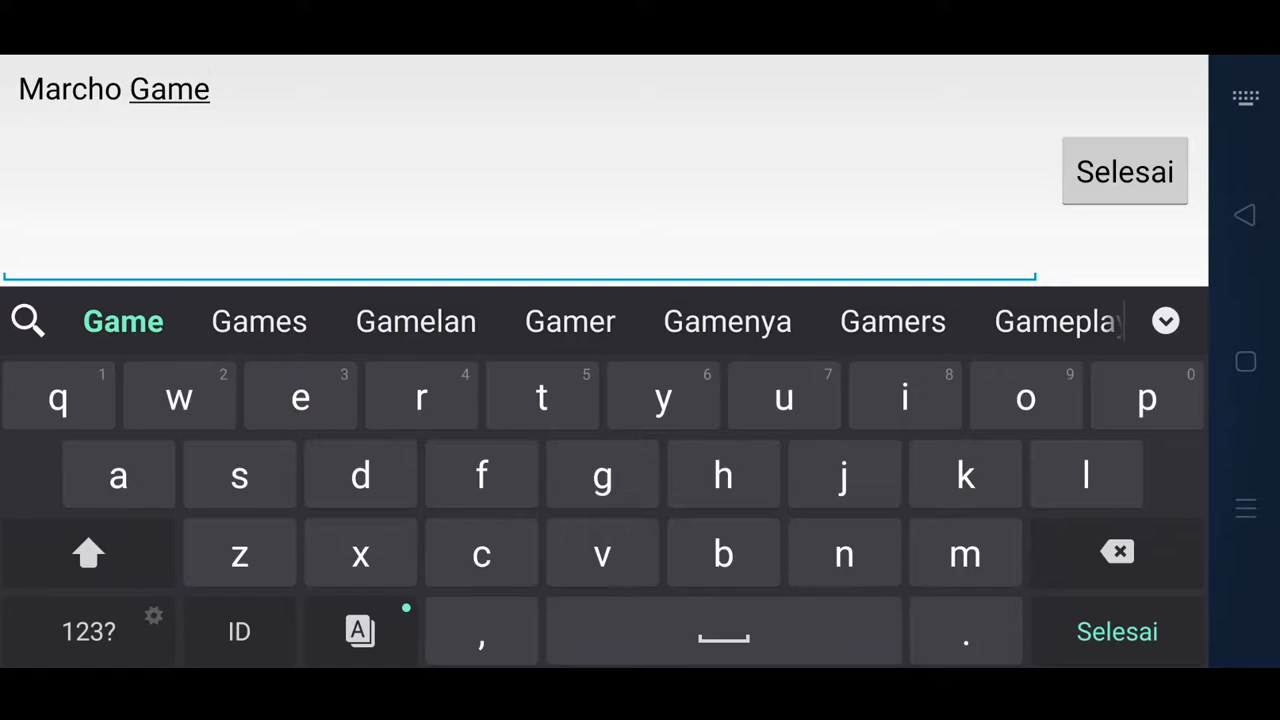 Marcho Game
Selesai
Game Games Gamelan Gamer Gamenya Gamers Gameplay
q 1 w 2 e 3 r 4 t 5 y 6 u 7 i 8 o 9 p 0
a s d f g h j k l
z x c v b n m
123? ID A , . Selesai